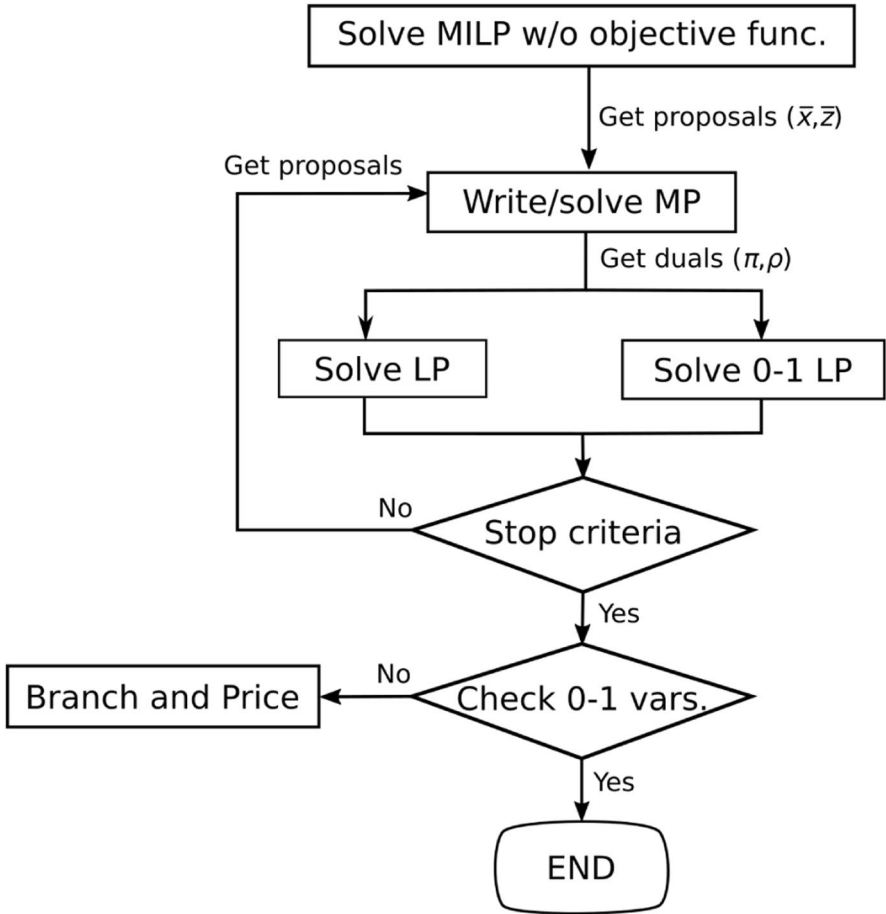 Solve MILP w/o objective func.
Get proposals (x̄,z̄)
Get proposals
Write/solve MP
Get duals (π,ρ)
Solve LP
Solve 0-1 LP
No
Stop criteria
Yes
No
Branch and Price
Check 0-1 vars.
Yes
END